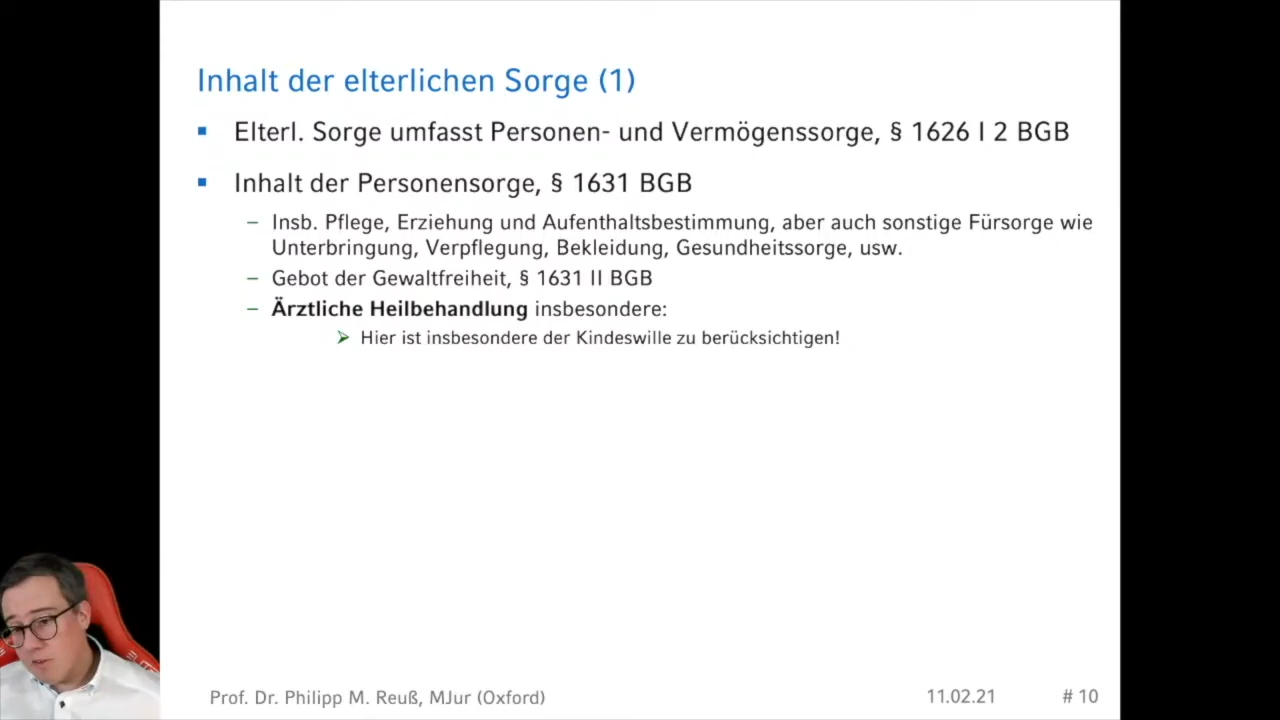 Inhalt der elterlichen Sorge (1)
Elterl. Sorge umfasst Personen- und Vermögenssorge, § 1626 I 2 BGB
Inhalt der Personensorge, § 1631 BGB
– Insb. Pflege, Erziehung und Aufenthaltsbestimmung, aber auch sonstige Fürsorge wie
Unterbringung, Verpflegung, Bekleidung, Gesundheitssorge, usw.
– Gebot der Gewaltfreiheit, § 1631 II BGB
– Ärztliche Heilbehandlung insbesondere:
Hier ist insbesondere der Kindeswille zu berücksichtigen!
Prof. Dr. Philipp M. Reuß, MJur (Oxford)
11.02.21
# 10